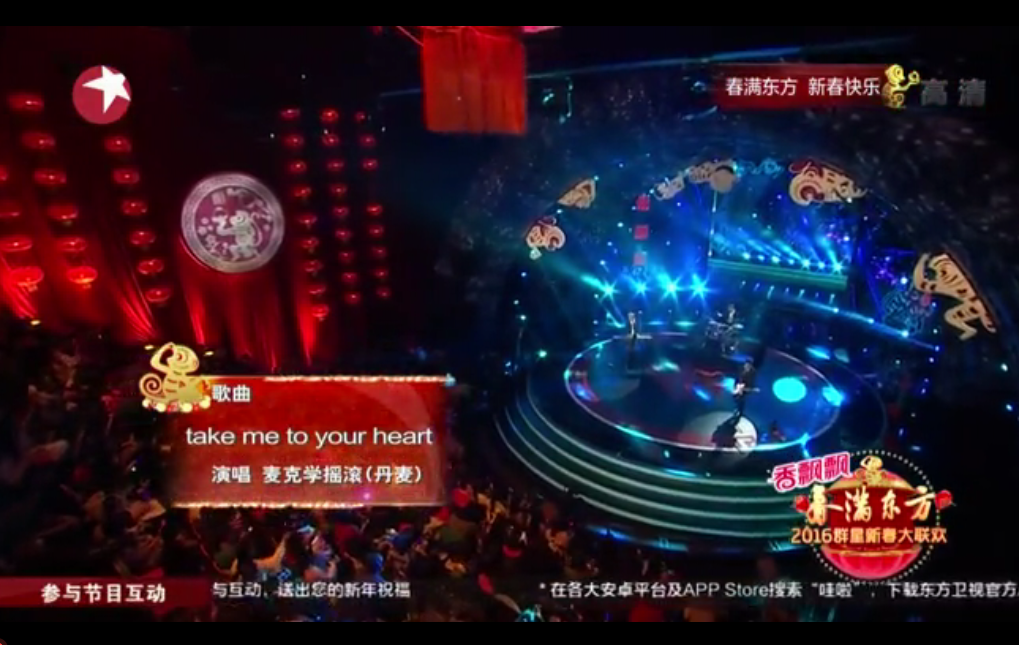 春满东方 新春快乐
高清
歌曲
take me to your heart
演唱 麦克学摇滚(丹麦)
香飘飘
春满东方
2016群星新春大联欢
参与节目互动
与互动，送出您的新年祝福
*在各大安卓平台及APP Store搜素“哇啦”，下载东方卫视官方